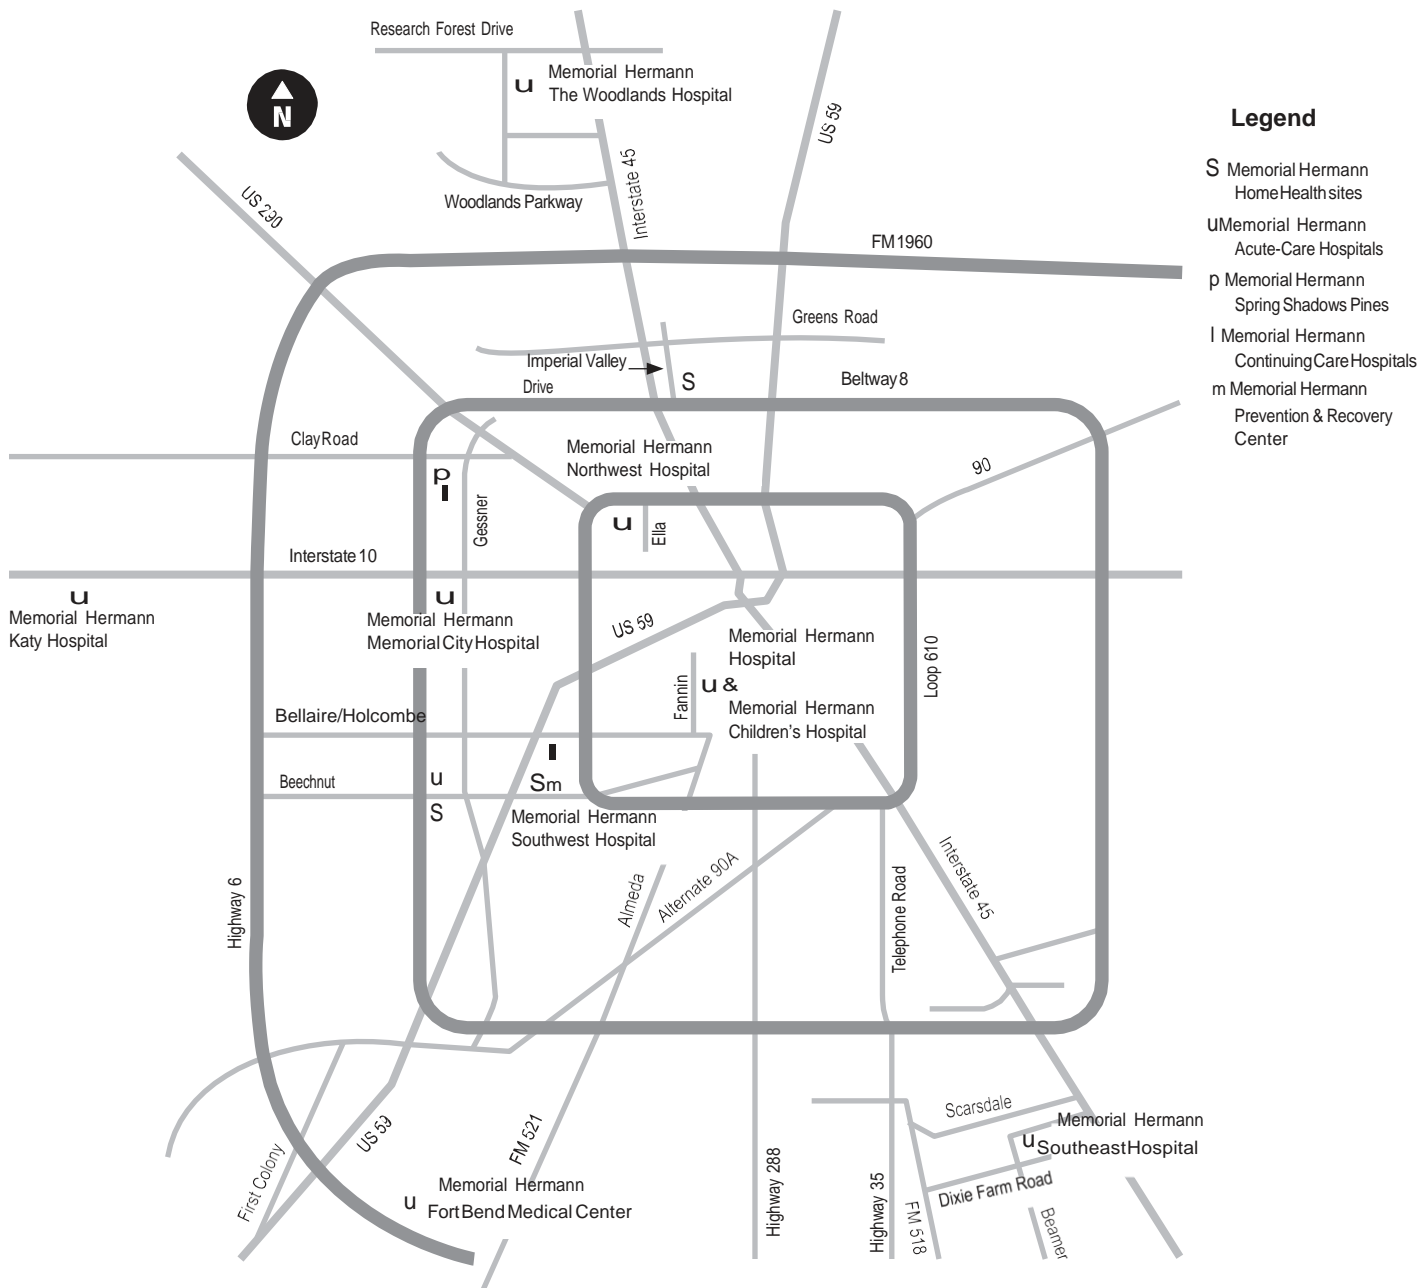 Research Forest Drive
u
Memorial Hermann
The Woodlands Hospital
N
US 59
Interstate 45
US 290
Woodlands Parkway
FM 1960
Greens Road
Imperial Valley
Drive
S
Beltway 8
Clay Road
Memorial Hermann
Northwest Hospital
90
p
I
Gessner
u
Ella
Interstate 10
u
Memorial Hermann
Katy Hospital
u
Memorial Hermann
Memorial City Hospital
US 59
Memorial Hermann
Hospital
Loop 610
Fannin
u &
Memorial Hermann
Children's Hospital
Bellaire/Holcombe
Beechnut
u
S
I
Sm
Memorial Hermann
Southwest Hospital
Highway 6
Almeda
Alternate 90A
Telephone Road
Interstate 45
Scarsdale
Memorial Hermann
u Southeast Hospital
Dixie Farm Road
Beamer
US 59
FM 521
First Colony
Memorial Hermann
u Fort Bend Medical Center
Highway 288
Highway 35
FM 518
Legend
S Memorial Hermann
Home Health sites
u Memorial Hermann
Acute-Care Hospitals
p Memorial Hermann
Spring Shadows Pines
I Memorial Hermann
Continuing Care Hospitals
m Memorial Hermann
Prevention & Recovery
Center